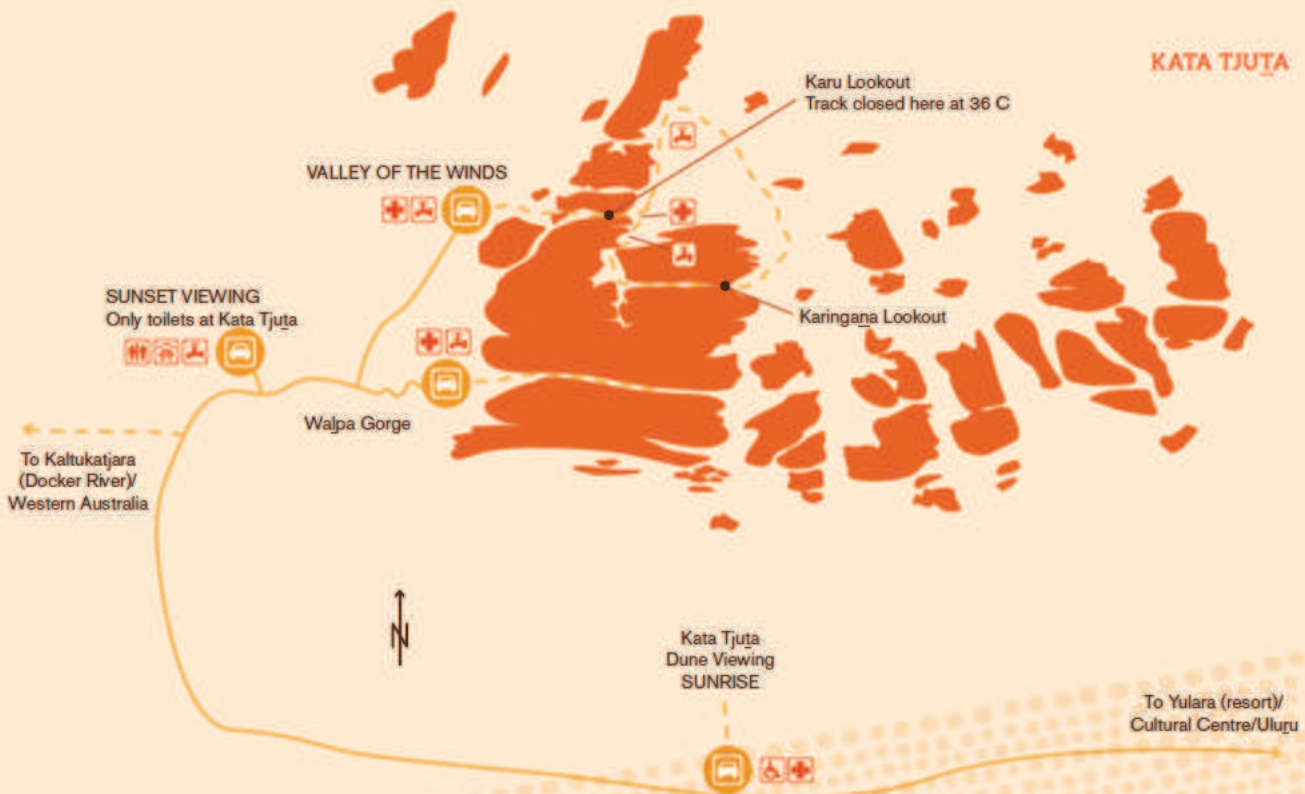 KATA TJUṮA
Karu Lookout
Track closed here at 36 C
VALLEY OF THE WINDS
SUNSET VIEWING
Only toilets at Kata Tjuṯa
Karingaṉa Lookout
Waḻpa Gorge
To Kaltukatjara
(Docker River)/
Western Australia
N
Kata Tjuṯa
Dune Viewing
SUNRISE
To Yulara (resort)/
Cultural Centre/Uluṟu